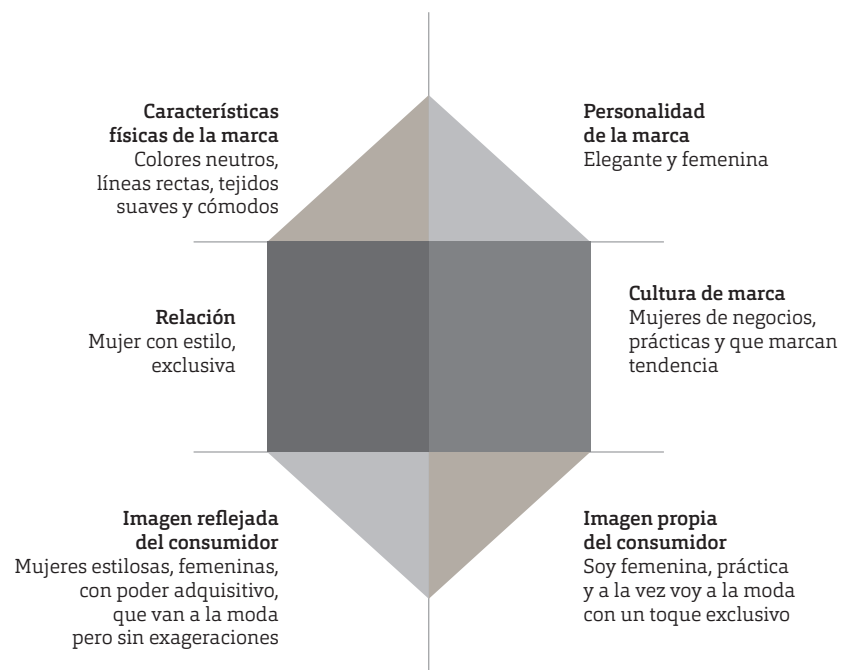 Características
físicas de la marca
Colores neutros,
líneas rectas, tejidos
suaves y cómodos
Personalidad
de la marca
Elegante y femenina
Relación
Mujer con estilo,
exclusiva
Cultura de marca
Mujeres de negocios,
prácticas y que marcan
tendencia
Imagen reflejada
del consumidor
Mujeres estilosas, femeninas,
con poder adquisitivo,
que van a la moda
pero sin exageraciones
Imagen propia
del consumidor
Soy femenina, práctica
y a la vez voy a la moda
con un toque exclusivo